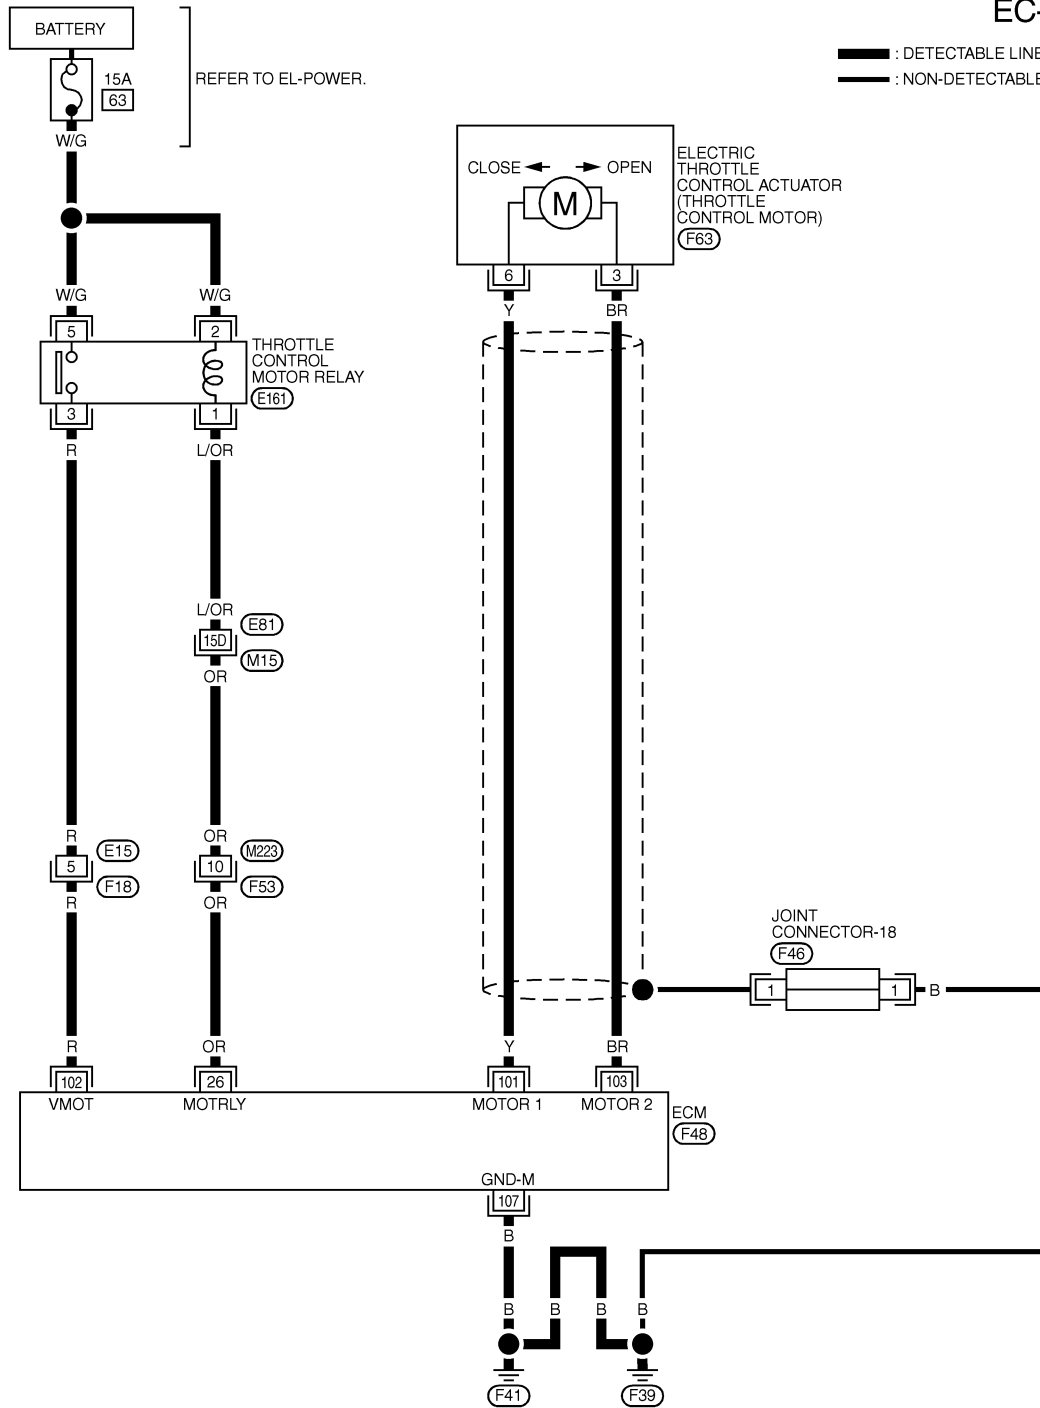 EC-
BATTERY
: DETECTABLE LINE
: NON-DETECTABLE
REFER TO EL-POWER.
15A
63
W/G
CLOSE
OPEN
M
ELECTRIC
THROTTLE
CONTROL ACTUATOR
(THROTTLE
CONTROL MOTOR)
F63
6
3
W/G
W/G
Y
BR
5
2
THROTTLE
CONTROL
MOTOR RELAY
E161
3
1
R
L/OR
L/OR
E81
15D
M15
OR
R
OR
E15
M223
5
10
F18
F53
R
OR
JOINT
CONNECTOR-18
F46
1
1
B
R
OR
Y
BR
102
26
101
103
VMOT
MOTRLY
MOTOR 1
MOTOR 2
ECM
F48
GND-M
107
B
B
B
B
B
F41
F39